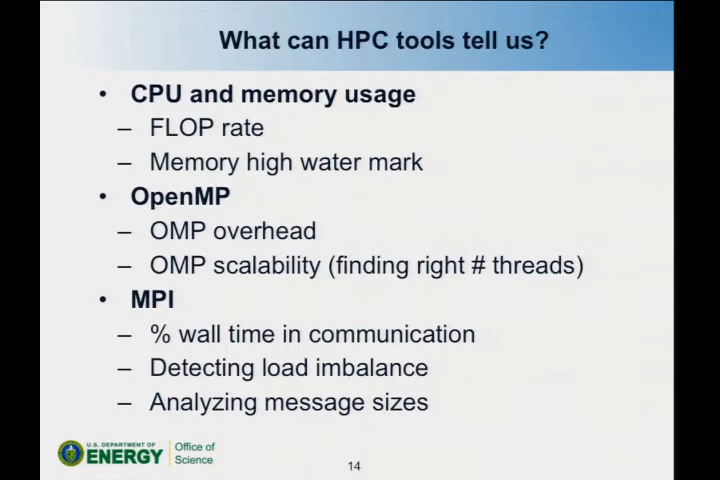 What can HPC tools tell us?
• CPU and memory usage
– FLOP rate
– Memory high water mark
• OpenMP
– OMP overhead
– OMP scalability (finding right # threads)
• MPI
– % wall time in communication
– Detecting load imbalance
– Analyzing message sizes
U.S. DEPARTMENT OF
ENERGY
Office of
Science
14